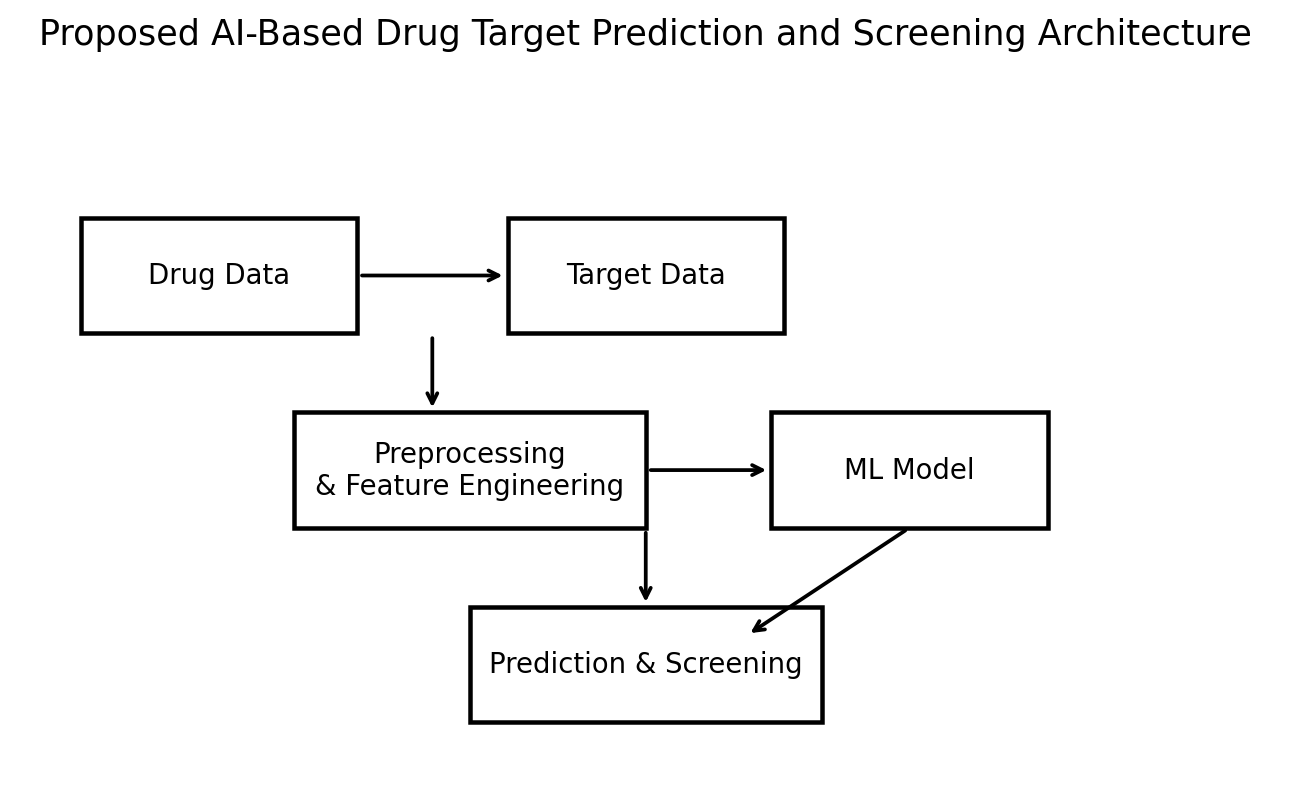 Proposed AI-Based Drug Target Prediction and Screening Architecture
Drug Data
Target Data
Preprocessing
& Feature Engineering
ML Model
Prediction & Screening